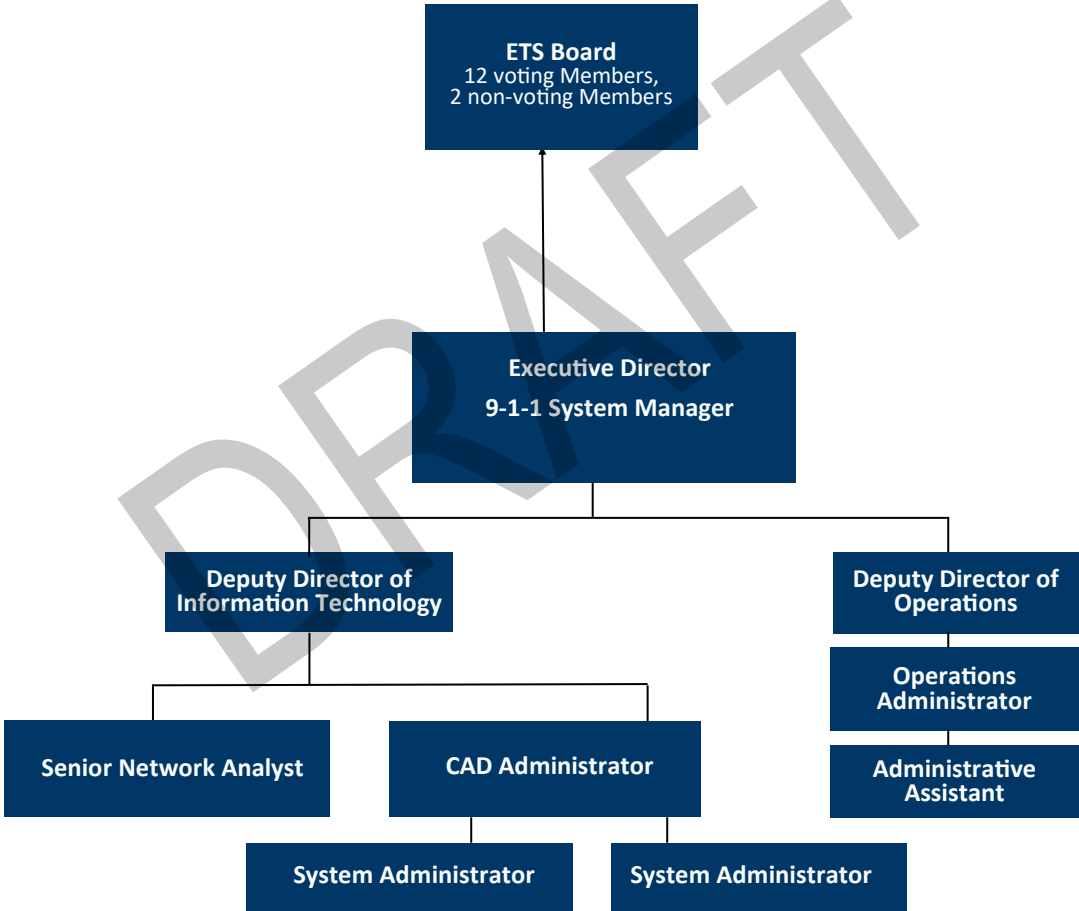 ETS Board
12 voting Members,
2 non-voting Members
Executive Director
9-1-1 System Manager
Deputy Director of
Information Technology
Deputy Director of
Operations
Operations
Administrator
Senior Network Analyst
CAD Administrator
Administrative
Assistant
System Administrator
System Administrator
DRAFT